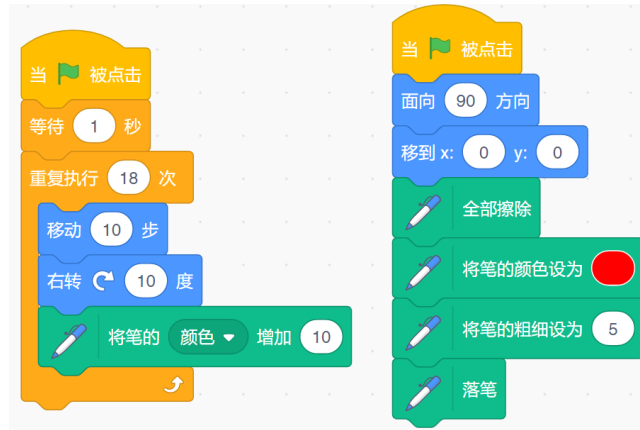 当 被点击
等待 1 秒
重复执行 18 次
移动 10 步
右转 10 度
将笔的 颜色 增加 10
当 被点击
面向 90 方向
移到 x: 0 y: 0
全部擦除
将笔的颜色设为
将笔的粗细设为 5
落笔